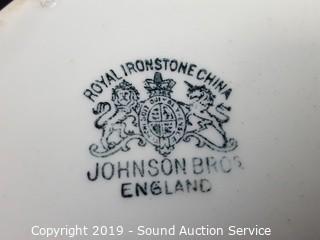 ROYAL IRONSTONE CHINA
JOHNSON BROS
ENGLAND
Copyright 2019 - Sound Auction Service